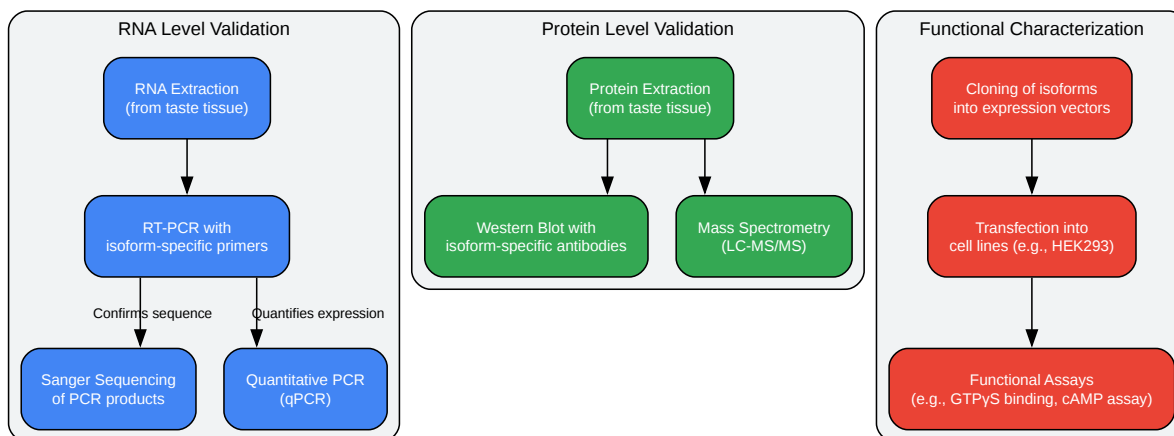 RNA Level Validation
RNA Extraction
(from taste tissue)
RT-PCR with
isoform-specific primers
Confirms sequence
Quantifies expression
Sanger Sequencing
of PCR products
Quantitative PCR
(qPCR)
Protein Level Validation
Protein Extraction
(from taste tissue)
Western Blot with
isoform-specific antibodies
Mass Spectrometry
(LC-MS/MS)
Functional Characterization
Cloning of isoforms
into expression vectors
Transfection into
cell lines (e.g., HEK293)
Functional Assays
(e.g., GTPγS binding, cAMP assay)